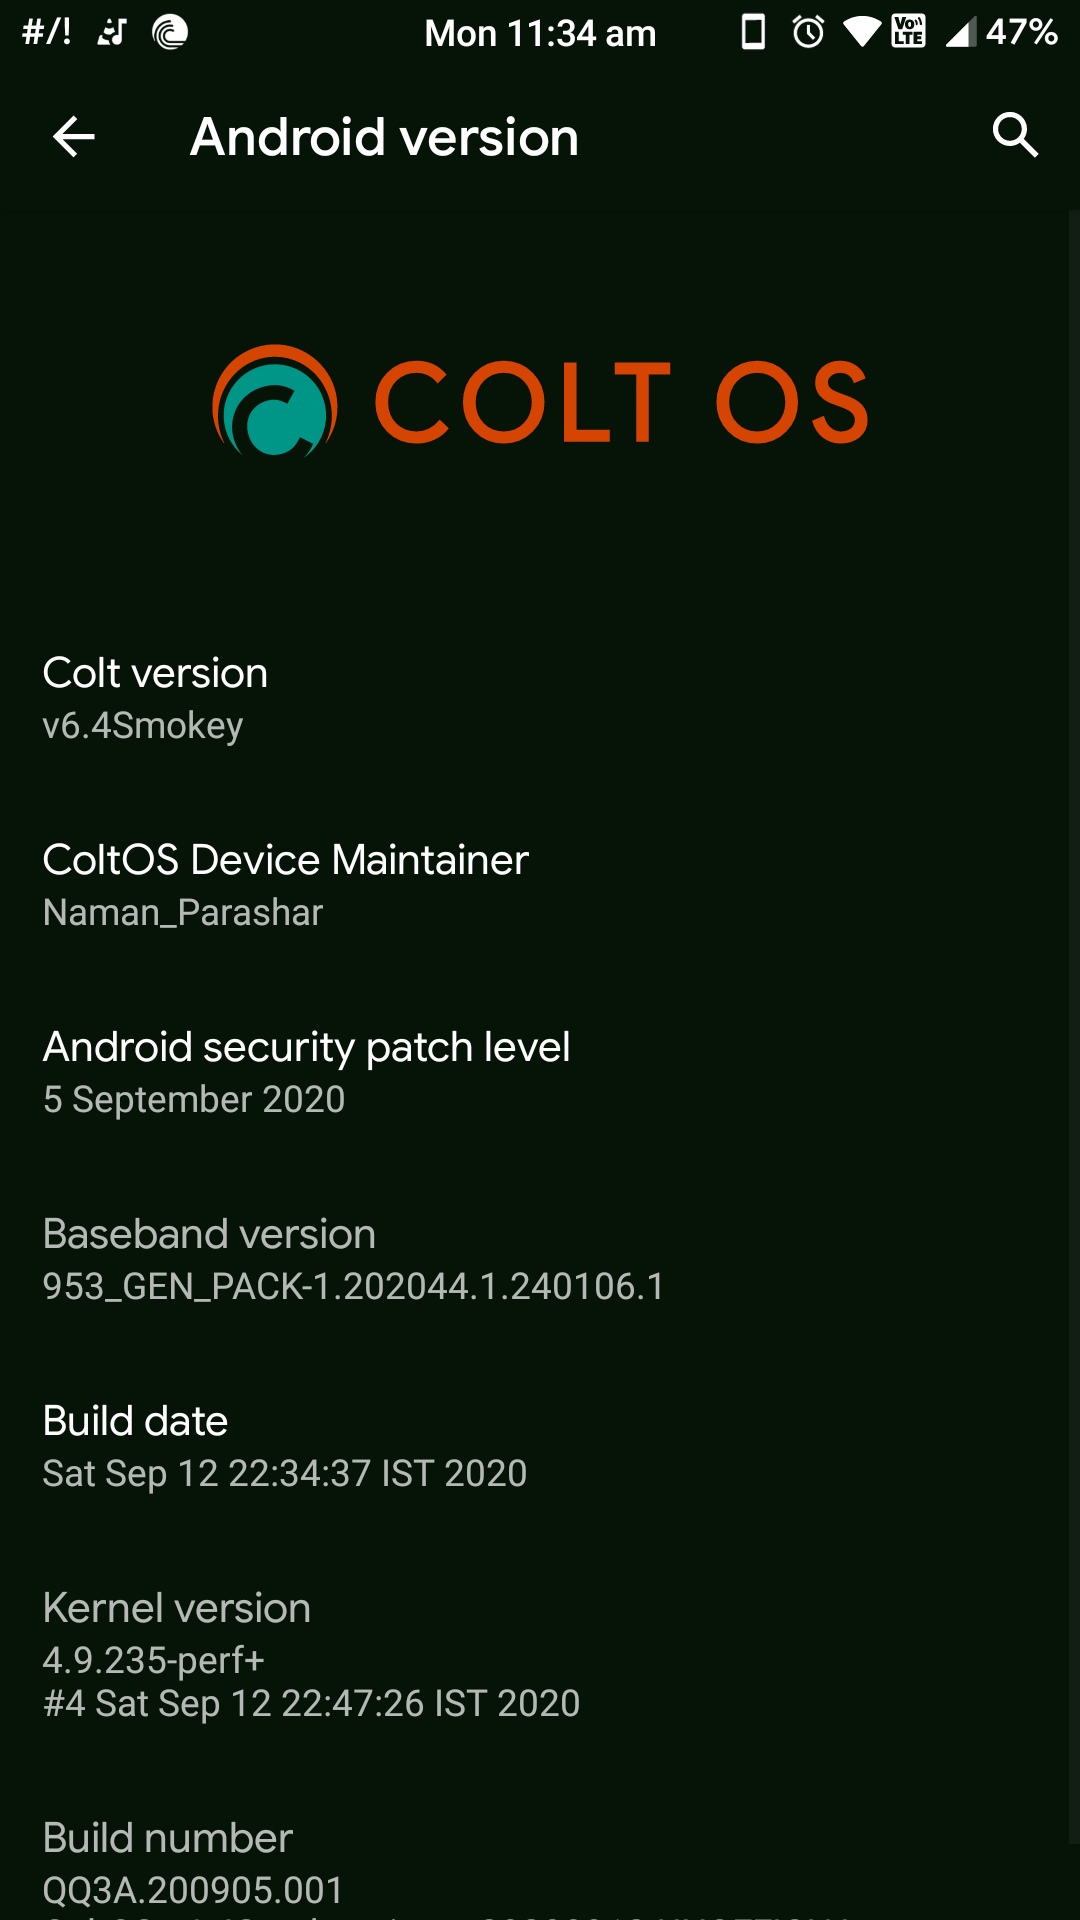 #/! Mon 11:34 am Vo LTE 47%
Android version
COLT OS
Colt version
v6.4Smokey
ColtOS Device Maintainer
Naman_Parashar
Android security patch level
5 September 2020
Baseband version
953_GEN_PACK-1.202044.1.240106.1
Build date
Sat Sep 12 22:34:37 IST 2020
Kernel version
4.9.235-perf+
#4 Sat Sep 12 22:47:26 IST 2020
Build number
QQ3A.200905.001